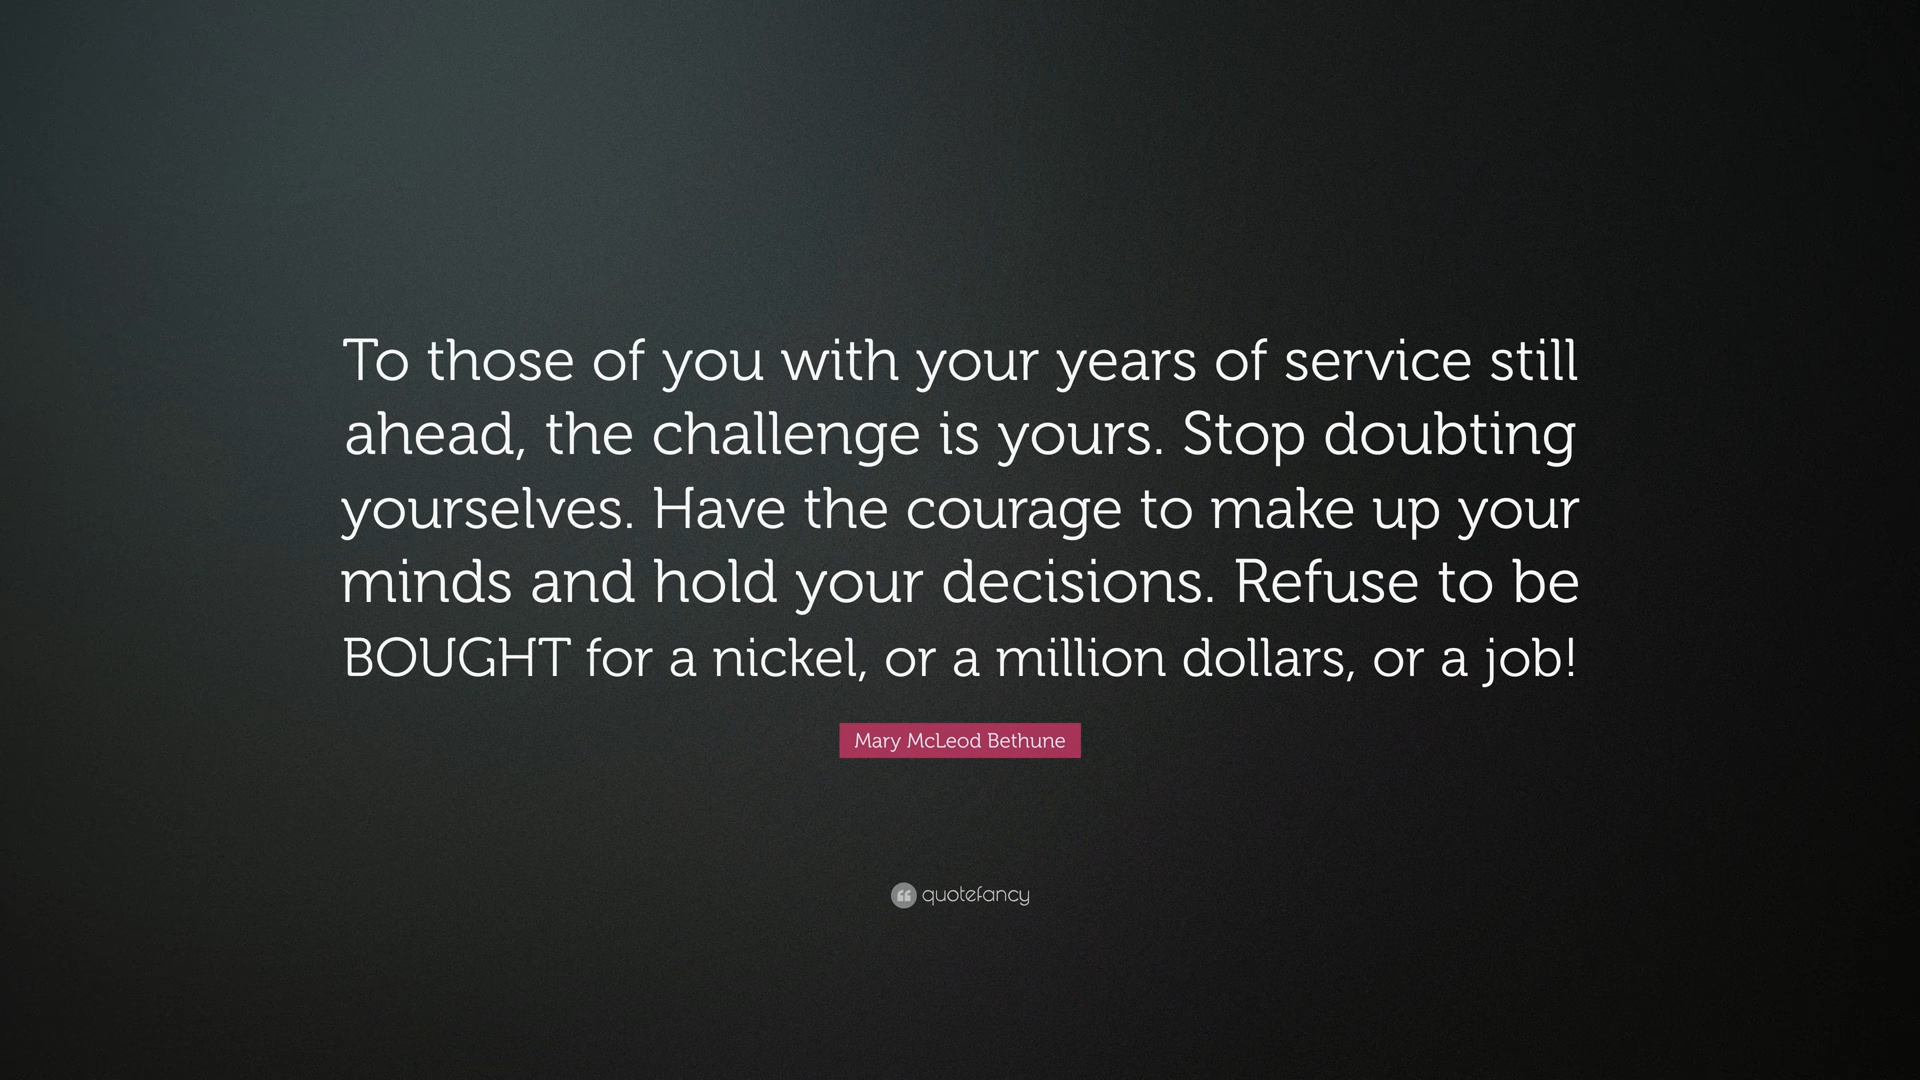 To those of you with your years of service still
ahead, the challenge is yours. Stop doubting
yourselves. Have the courage to make up your
minds and hold your decisions. Refuse to be
BOUGHT for a nickel, or a million dollars, or a job!
Mary McLeod Bethune
quotefancy